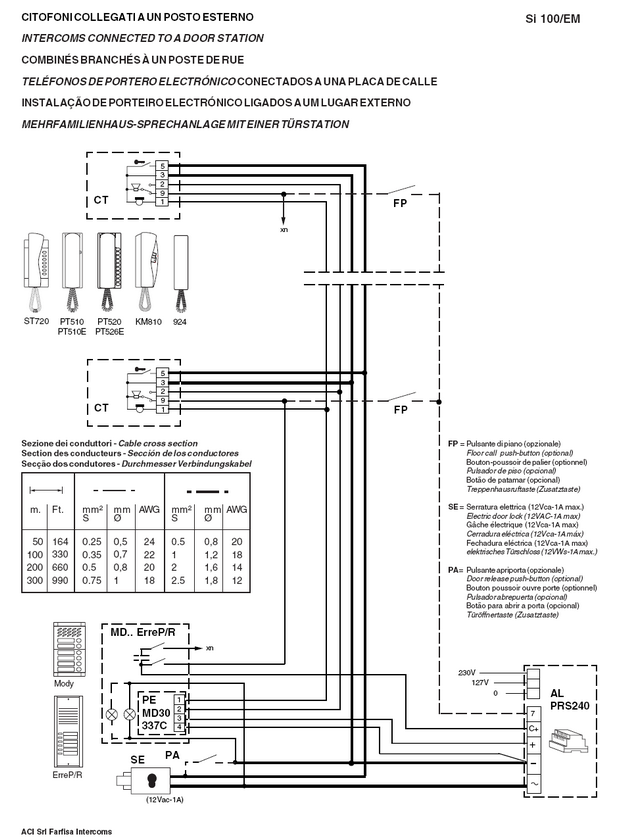 CITOFONI COLLEGATI A UN POSTO ESTERNO
Si 100/EM
INTERCOMS CONNECTED TO A DOOR STATION
COMBINÉS BRANCHÉS À UN POSTE DE RUE
TELÉFONOS DE PORTERO ELECTRÓNICO CONECTADOS A UNA PLACA DE CALLE
INSTALAÇÃO DE PORTEIRO ELECTRÓNICO LIGADOS A UM LUGAR EXTERNO
MEHRFAMILIENHAUS-SPRECHANLAGE MIT EINER TÜRSTATION
5
3
2
9
1
CT
FP
xn
ST720
PT510
PT510E
PT520
PT526E
KM810
924
5
3
2
9
1
CT
FP
Sezione dei conduttori - Cable cross section
Section des conducteurs - Sección de los conductores
Secção dos condutores - Durchmesser Verbindungskabel
m. Ft. mm² S mm Ø AWG mm² S mm Ø AWG
50 164 0.25 0,5 24 0.5 0,8 20
100 330 0.35 0,7 22 1 1,2 18
200 660 0.5 0,8 20 2 1,6 14
300 990 0.75 1 18 2.5 1,8 12
FP = Pulsante di piano (opzionale)
Floor call push-button (optional)
Bouton-poussoir de palier (optionnel)
Pulsador de piso (opcional)
Botão de patamar (opcional)
Treppenhausruftaste (Zusatztaste)
SE = Serratura elettrica (12Vca-1A max.)
Electric door lock (12VAC-1A max)
Gâche électrique (12Vca-1A max)
Cerradura eléctrica (12Vca-1A máx)
Fechadura eléctrica (12Vca-1A max)
elektrisches Türschloss (12VWs-1A max.)
PA = Pulsante apriporta (opzionale)
Door release push-button (optional)
Bouton poussoir ouvre porte (optionnel)
Pulsador abrepuerta (opcional)
Botão para abrir a porta (opcional)
Türöffnertaste (Zusatztaste)
MD.. ErreP/R
xn
Mody
PE
MD30
337C
1
2
3
4
ErreP/R
SE
PA
(12Vac-1A)
230V
127V
0
AL
PRS240
7
C+
+
−
~
ACI Srl Farfisa Intercoms